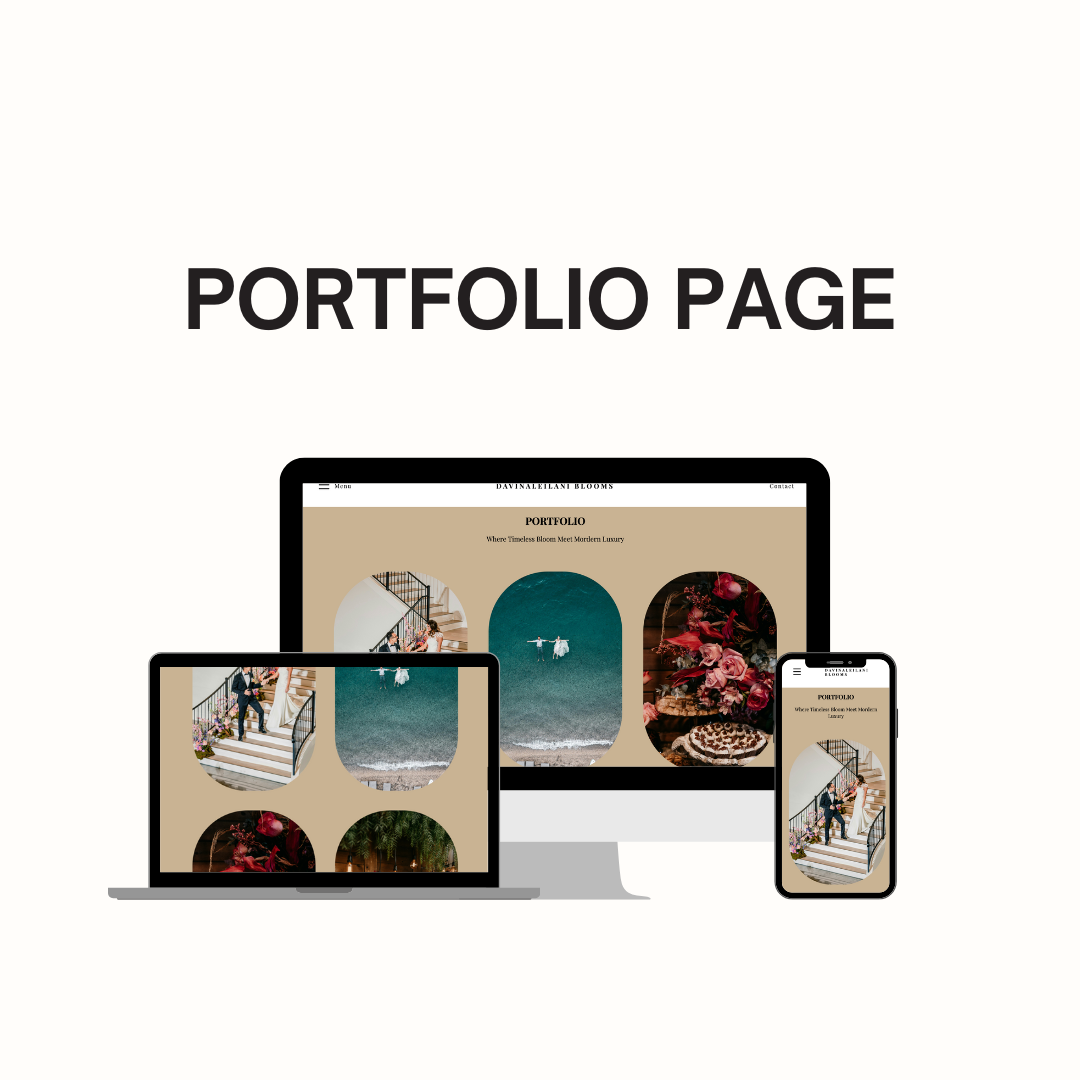 PORTFOLIO PAGE
Menu
DAVINALEILANI BLOOMS
Contact
PORTFOLIO
Where Timeless Bloom Meet Mordern Luxury
DAVINALEILANI
BLOOMS
PORTFOLIO
Where Timeless Bloom Meet Mordern
Luxury